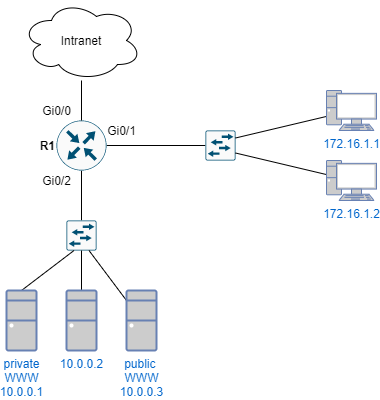 Intranet
Gi0/0
Gi0/1
R1
Gi0/2
172.16.1.1
172.16.1.2
private
WWW
10.0.0.1
10.0.0.2
public
WWW
10.0.0.3